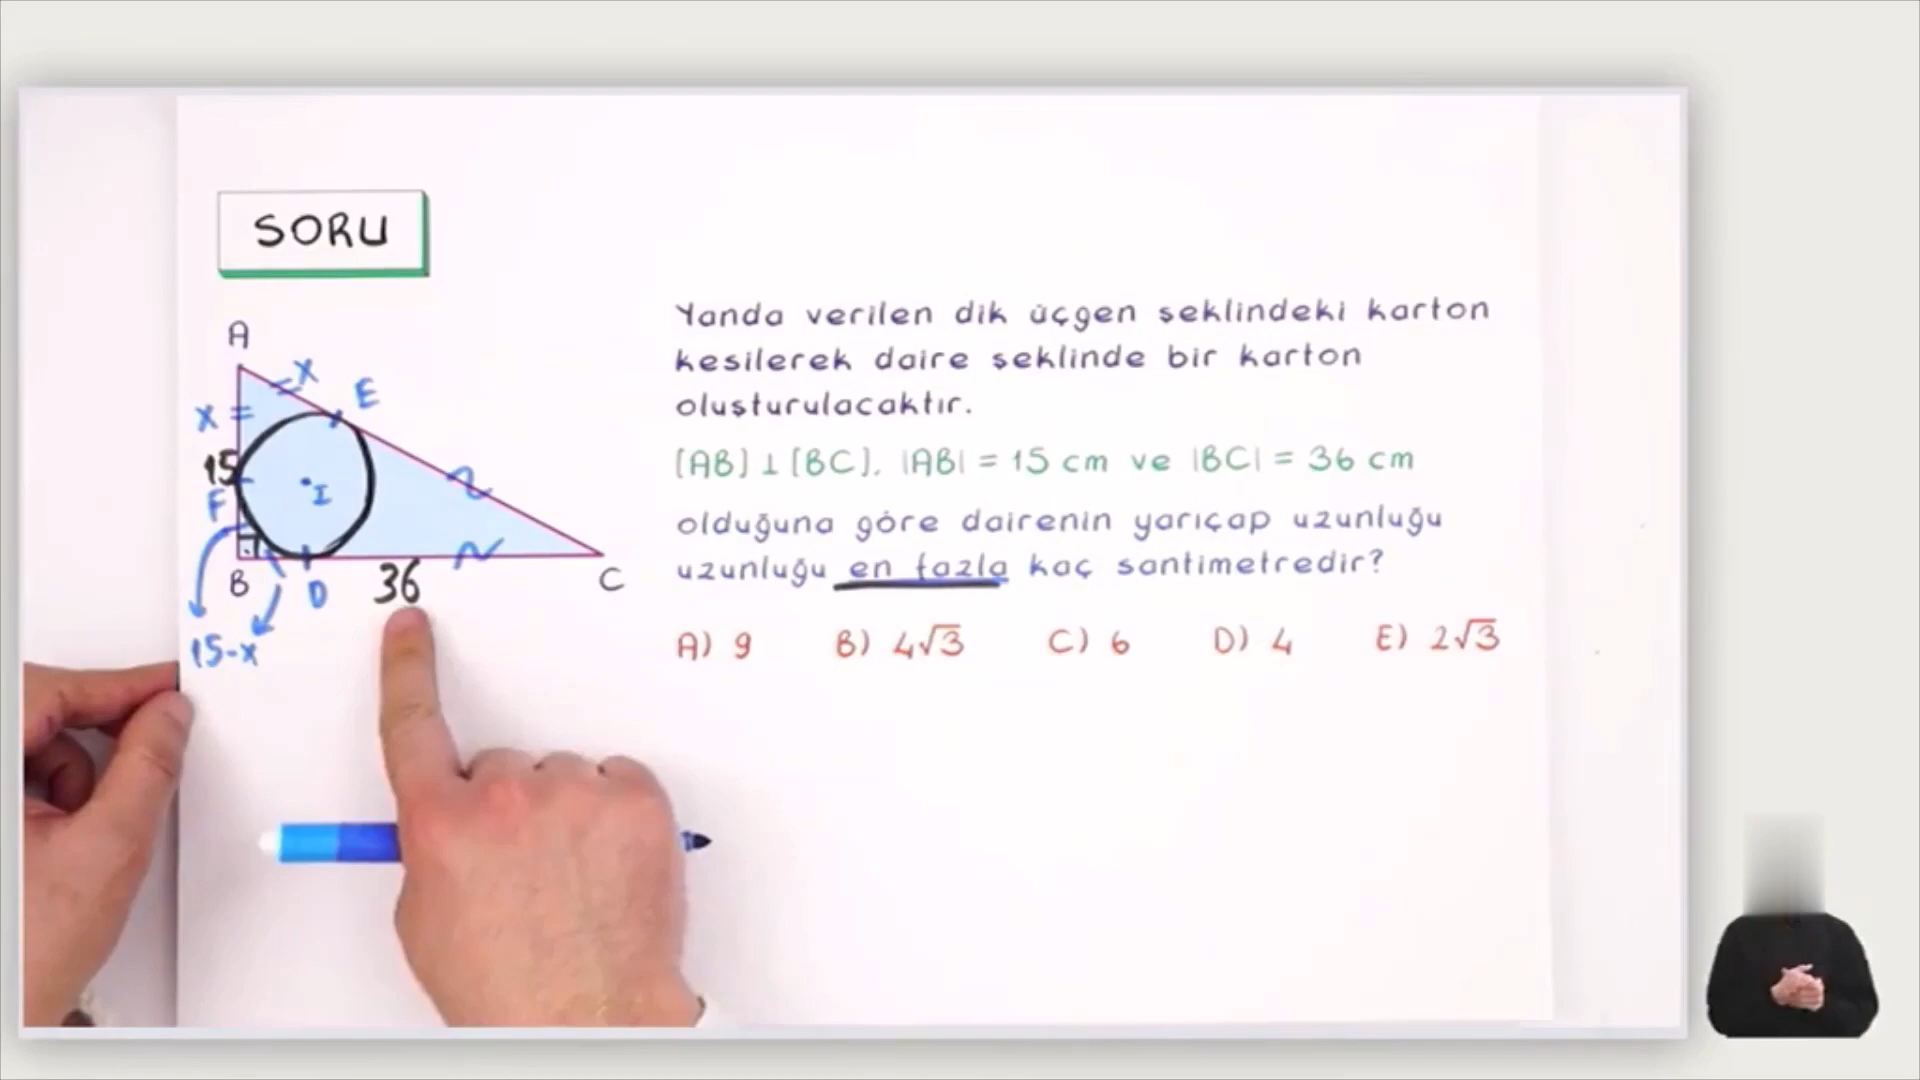 SORU
Yanda verilen dik üçgen şeklindeki karton
kesilerek daire şeklinde bir karton
oluşturulacaktır.
[AB] ⊥ [BC], |AB| = 15 cm ve |BC| = 36 cm
olduğuna göre dairenin yarıçap uzunluğu
uzunluğu en fazla kaç santimetredir?
A) 9 B) 4√3 C) 6 D) 4 E) 2√3
A
x
E
x
15
F
I
B
D
36
C
15-x